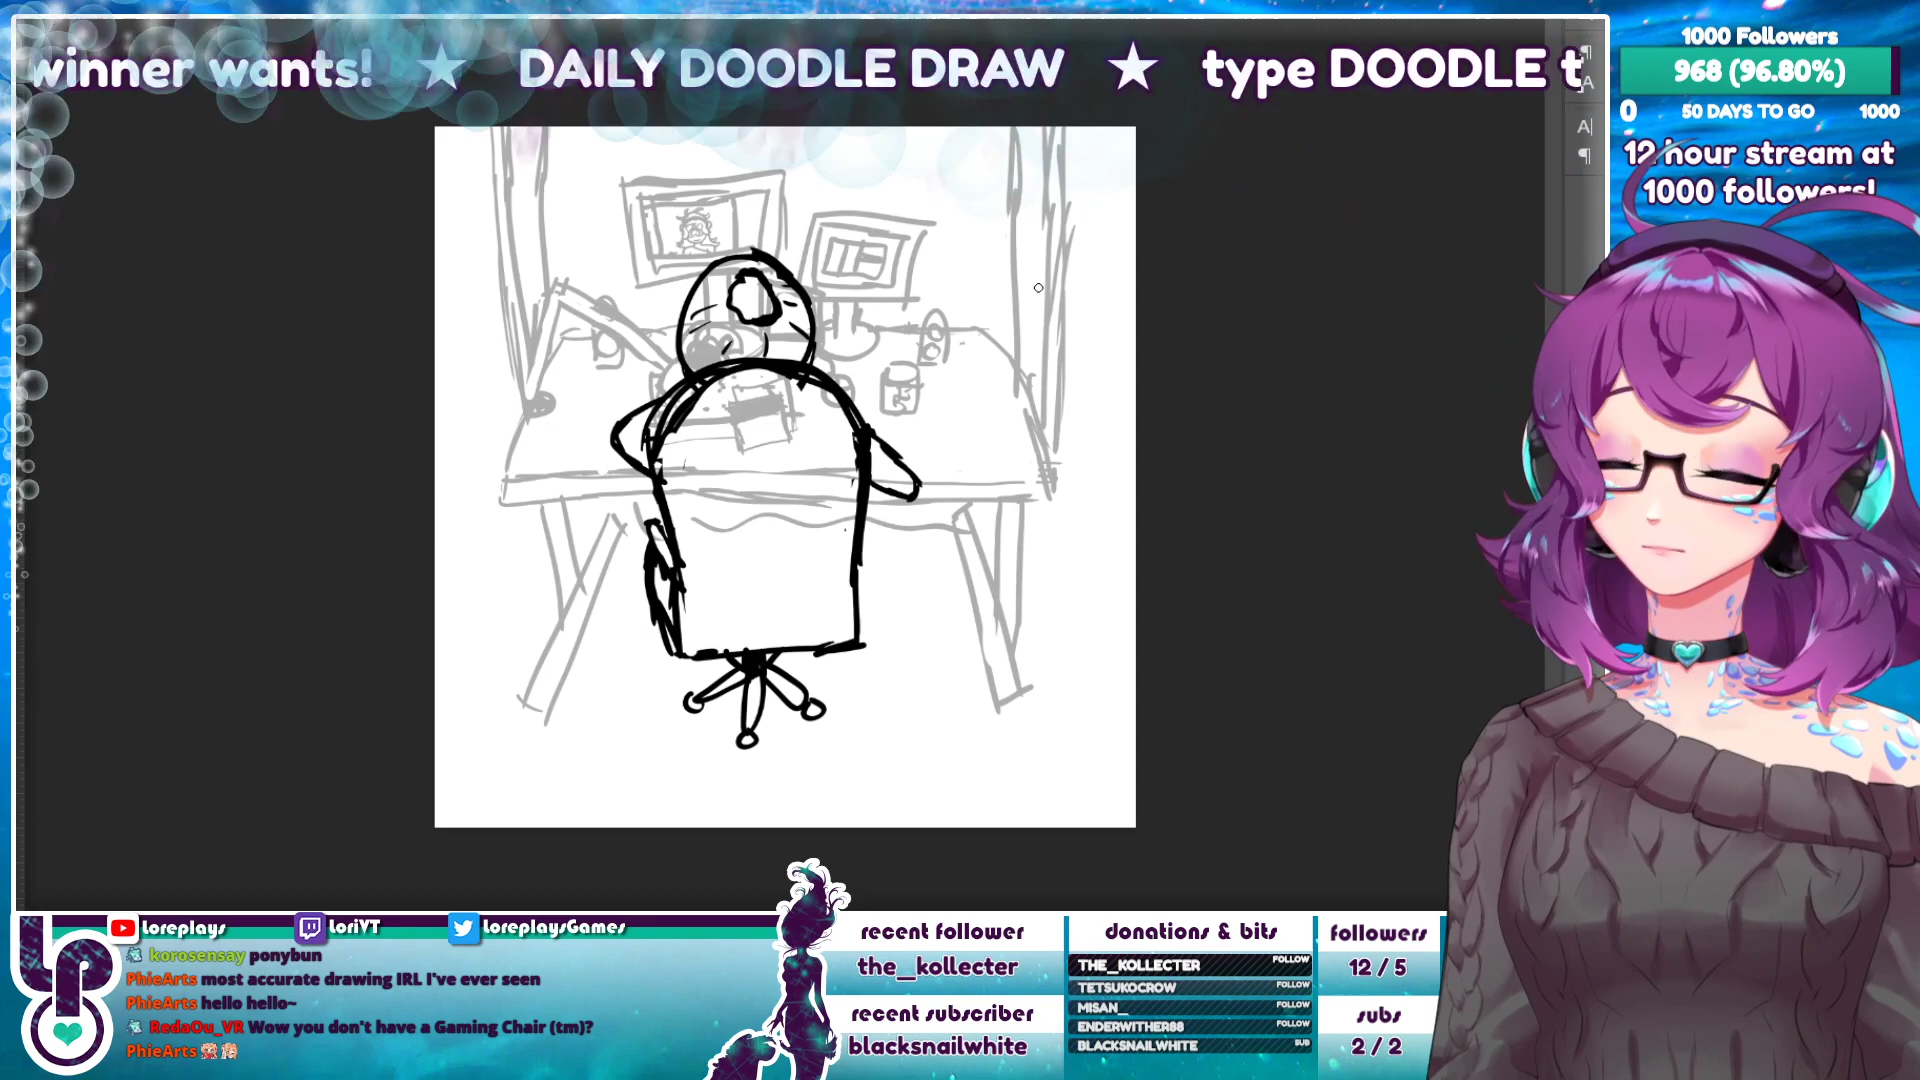 winner wants! ★ DAILY DOODLE DRAW ★ type DOODLE t
1000 Followers
968 (96.80%)
0 50 DAYS TO GO 1000
12 hour stream at
1000 followers!
Loreplays LoriVT LoreplaysGames
korosensay ponybun
PhieArts most accurate drawing IRL I've ever seen
PhieArts hello hello~
RedaOu_VR Wow you don't have a Gaming Chair (tm)?
PhieArts
recent follower
the_kollecter
recent subscriber
blacksnailwhite
donations & bits
THE_KOLLECTER FOLLOW
TETSUKOCROW FOLLOW
MISAN_ FOLLOW
ENDERWITHER88 FOLLOW
BLACKSNAILWHITE SUB
followers
12 / 5
subs
2 / 2